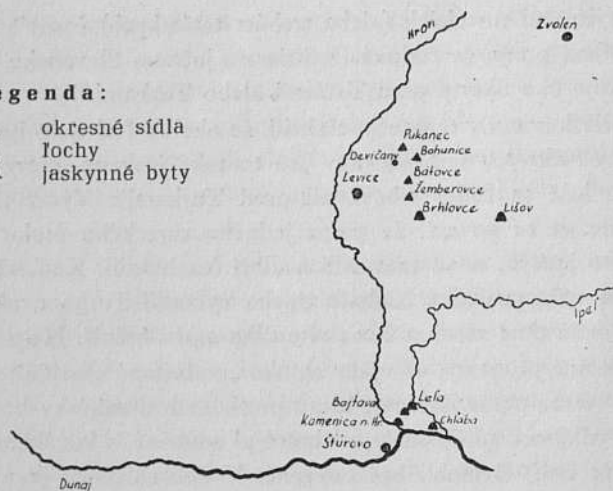 Hron
Zvolen
egenda:
okresné sídla
ľochy
jaskynné byty
Pukanec
Devičany
Bohunice
Levice
Baťovce
Žemberovce
Brhlovce
Lišov
Ipeľ
Bajtava
Leľa
Kamenica n. Hr.
Chľaba
Štúrovo
Dunaj